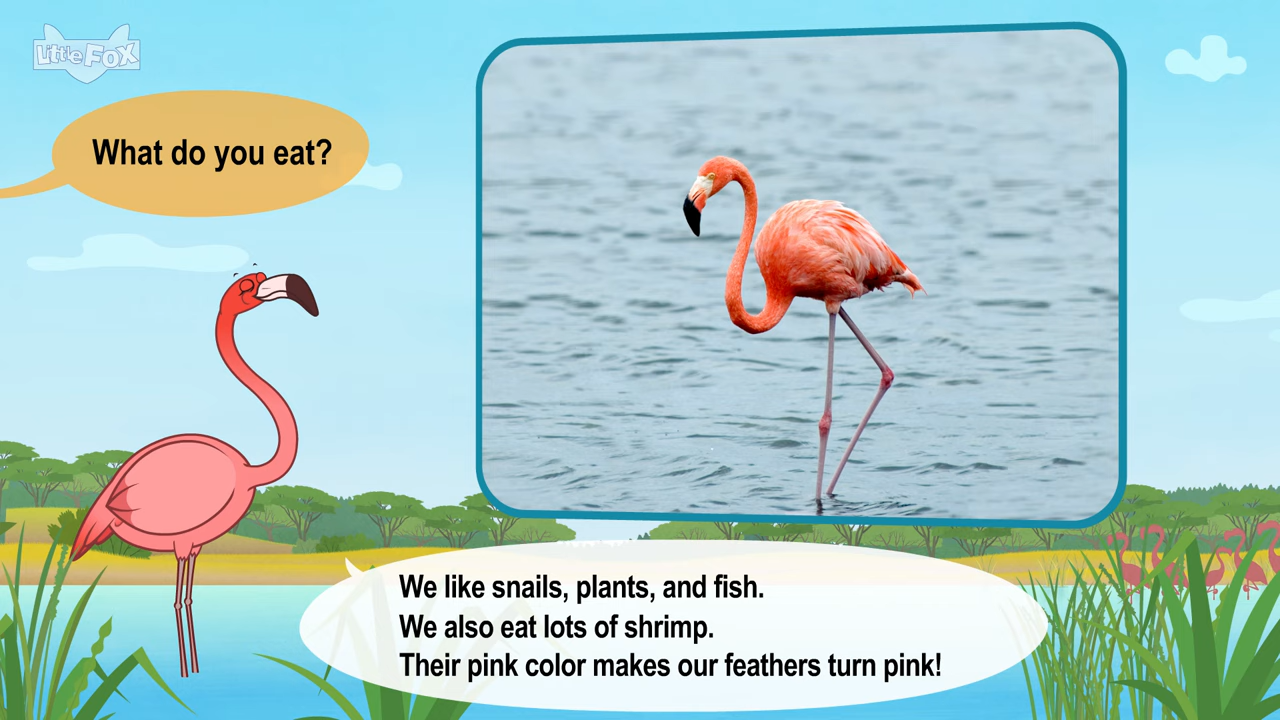 Little Fox
What do you eat?
We like snails, plants, and fish.
We also eat lots of shrimp.
Their pink color makes our feathers turn pink!